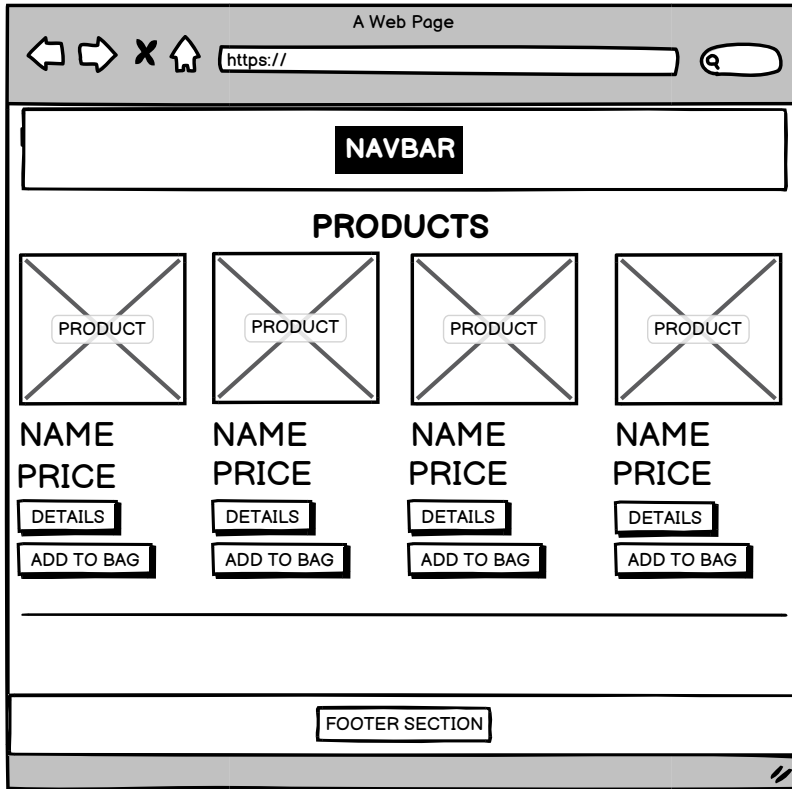 A Web Page
https://
NAVBAR
PRODUCTS
PRODUCT PRODUCT PRODUCT PRODUCT
NAME NAME NAME NAME
PRICE PRICE PRICE PRICE
DETAILS DETAILS DETAILS DETAILS
ADD TO BAG ADD TO BAG ADD TO BAG ADD TO BAG
FOOTER SECTION